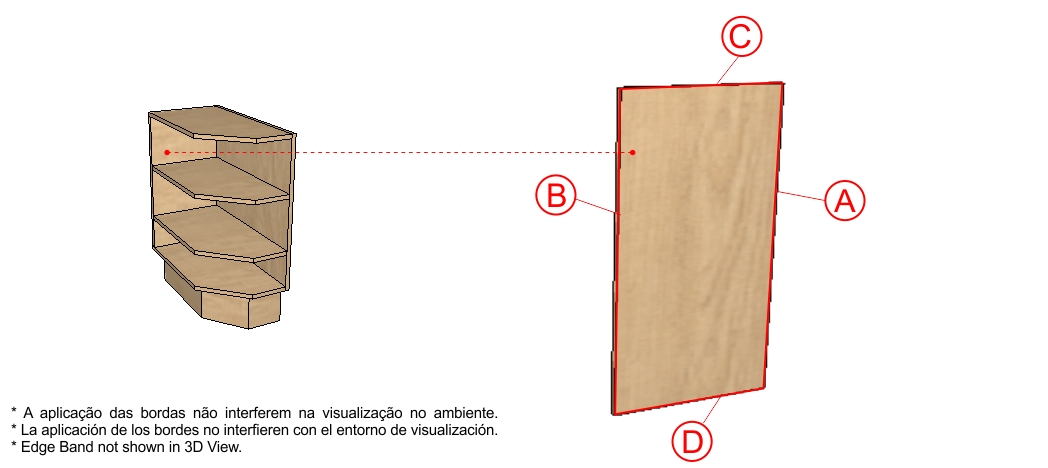 C
B
A
* A aplicação das bordas não interferem na visualização no ambiente.
* La aplicación de los bordes no interfieren con el entorno de visualización.
* Edge Band not shown in 3D View.
D